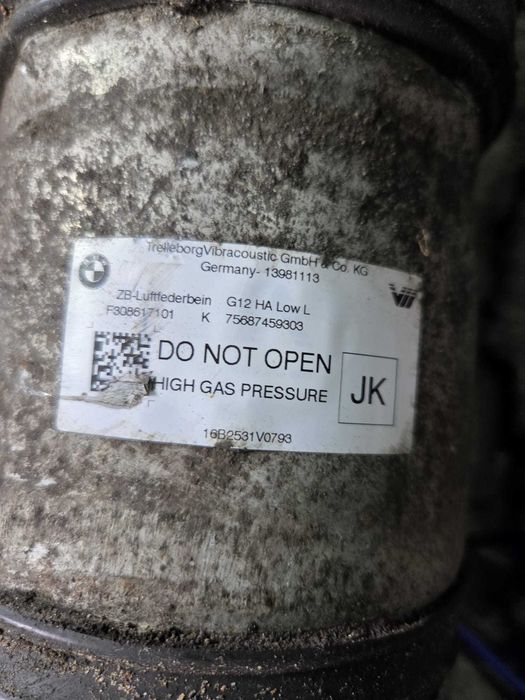 TrelleborgVibracoustic GmbH & Co. KG
Germany- 13981113
ZB-Luftfederbein G12 HA Low L
F308617101 K 75687459303
DO NOT OPEN
HIGH GAS PRESSURE
JK
16B2531V0793